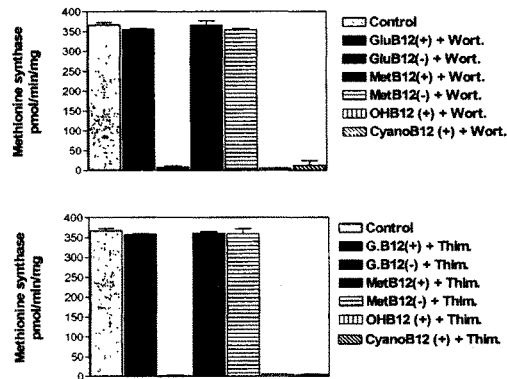 Methionine synthase
pmol/min/mg
400
350
300
250
200
150
100
50
0
Control
GluB12(+) + Wort.
GluB12(-) + Wort.
MetB12(+) + Wort.
MetB12(-) + Wort.
OHB12 (+) + Wort.
CyanoB12 (+) + Wort.
Methionine synthase
pmol/min/mg
400
350
300
250
200
150
100
50
0
Control
G.B12(+) + Thim.
G.B12(-) + Thim.
MetB12(+) + Thim.
MetB12(-) + Thim.
OHB12 (+) + Thim.
CyanoB12 (+) + Thim.